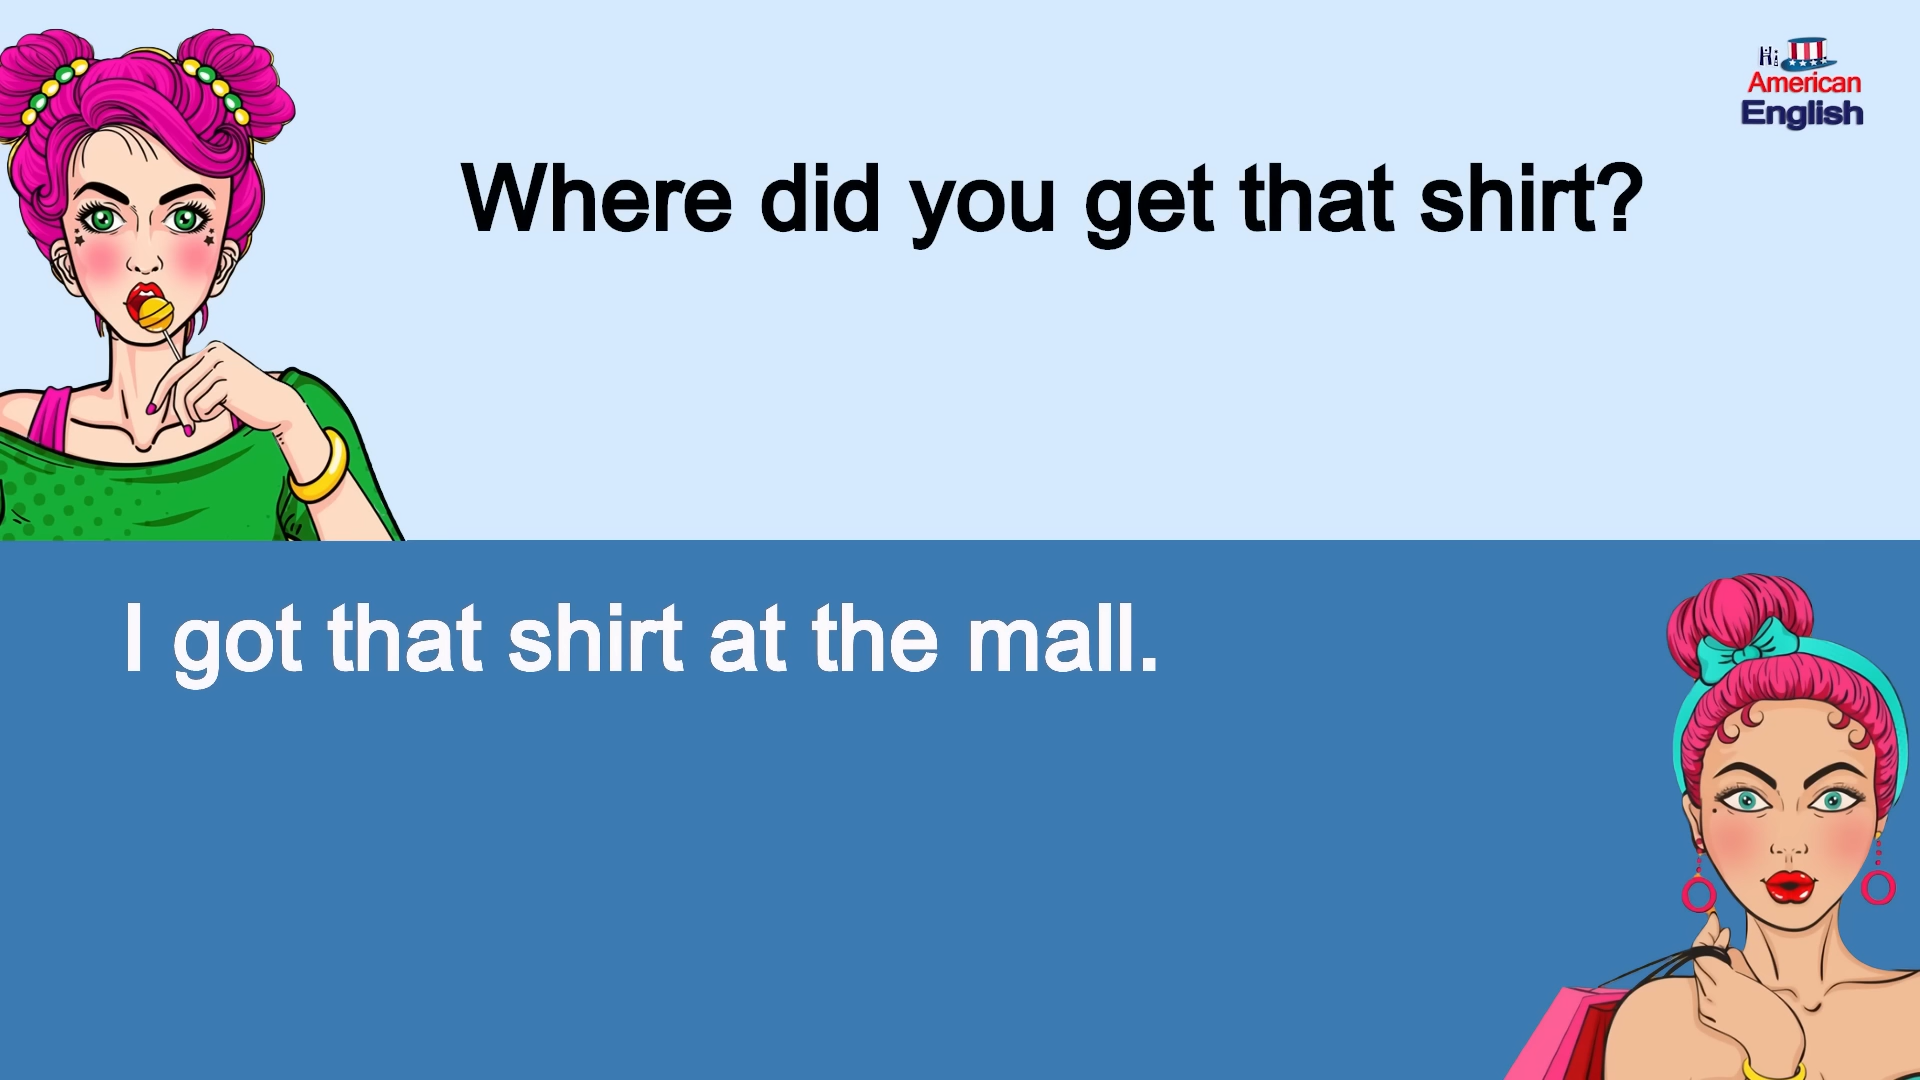 Hi
American
English
Where did you get that shirt?
I got that shirt at the mall.